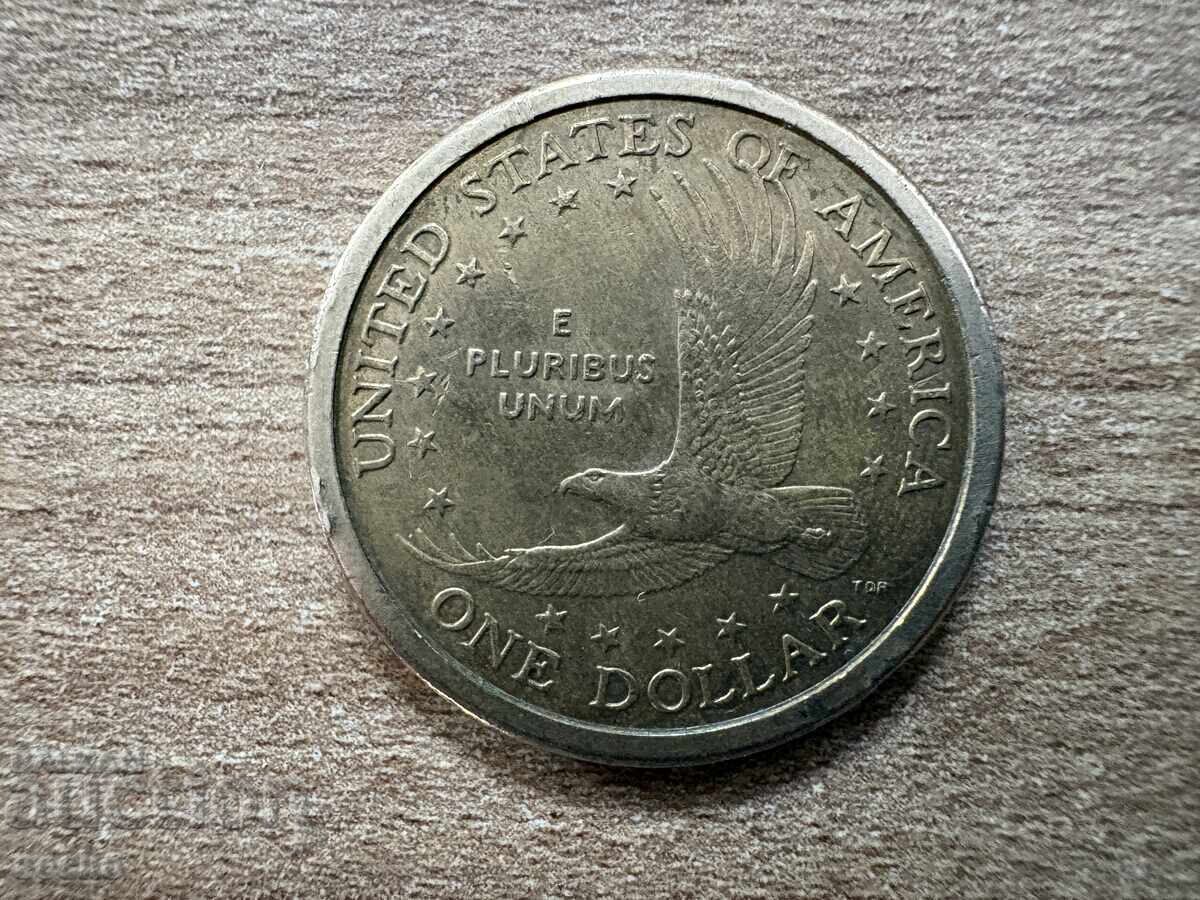 UNITED STATES OF AMERICA
E
PLURIBUS
UNUM
TDR
ONE DOLLAR